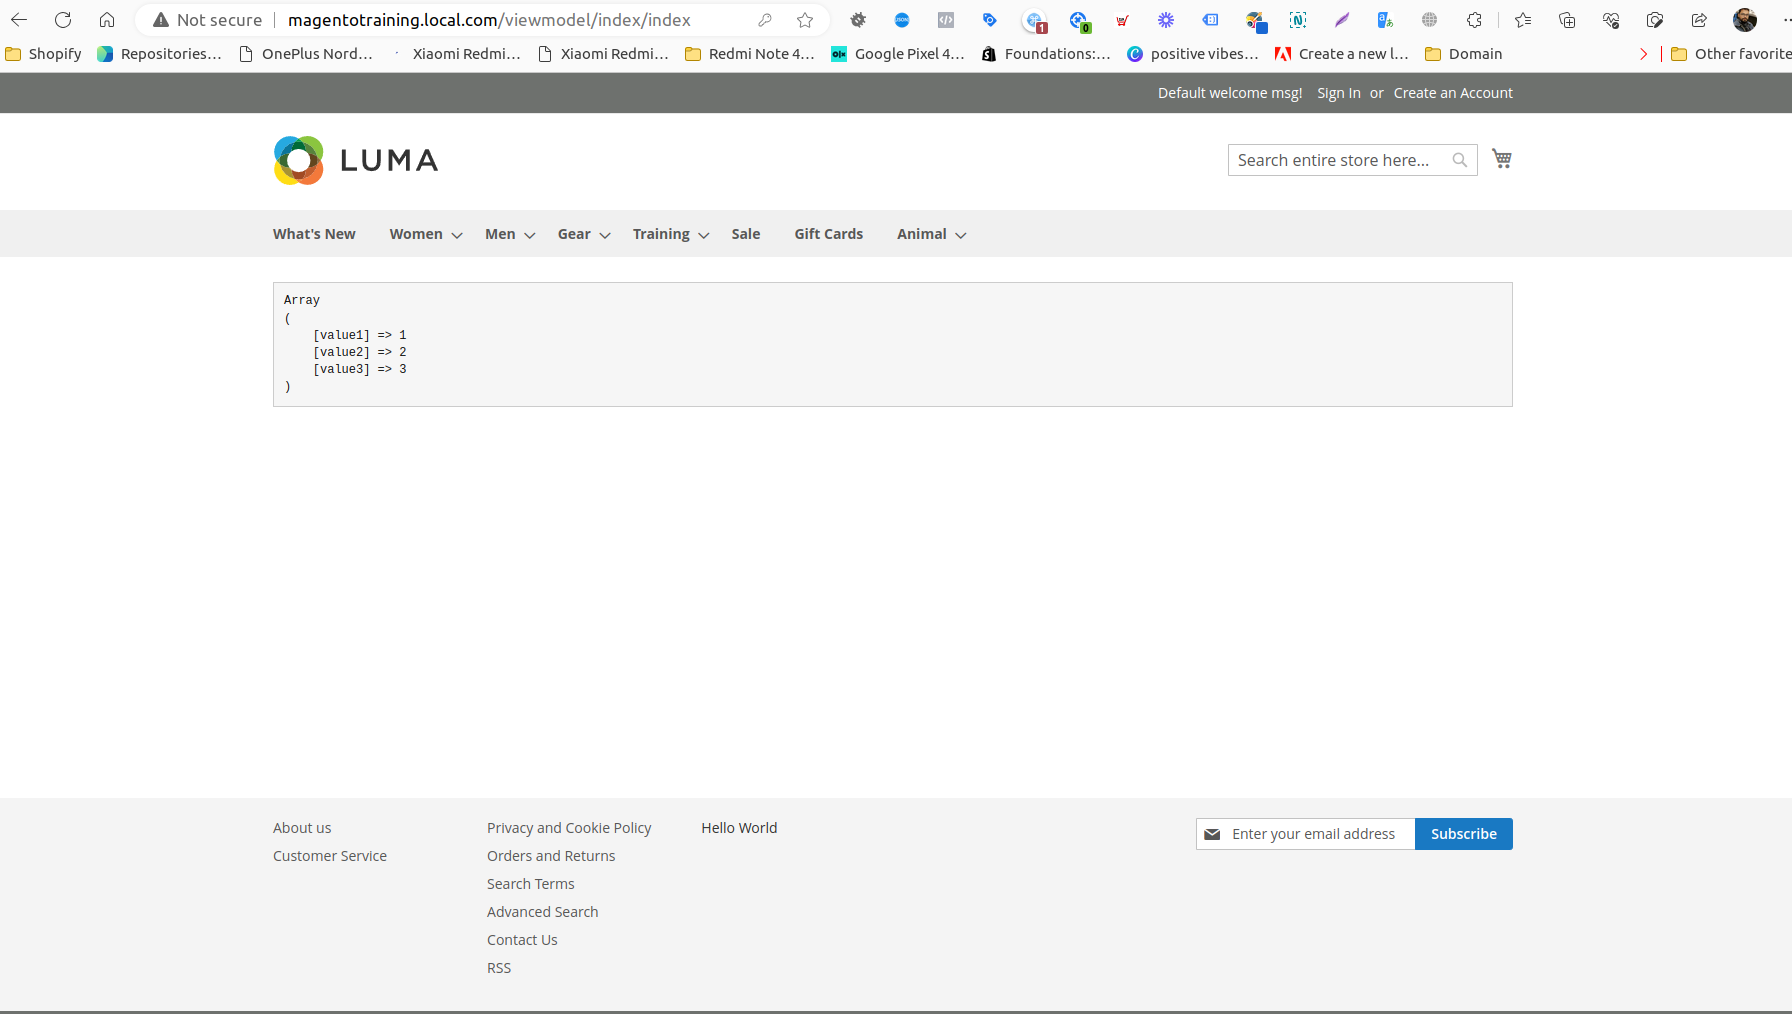 Not secure | magentotraining.local.com/viewmodel/index/index
1
0
Shopify Repositories... OnePlus Nord... Xiaomi Redmi... Xiaomi Redmi... Redmi Note 4... Google Pixel 4... Foundations:... positive vibes... Create a new l... Domain Other favorite
Default welcome msg! Sign In or Create an Account
LUMA
Search entire store here...
What's New Women Men Gear Training Sale Gift Cards Animal
Array
(
[value1] => 1
[value2] => 2
[value3] => 3
)
About us
Customer Service
Privacy and Cookie Policy
Orders and Returns
Search Terms
Advanced Search
Contact Us
RSS
Hello World
Enter your email address Subscribe